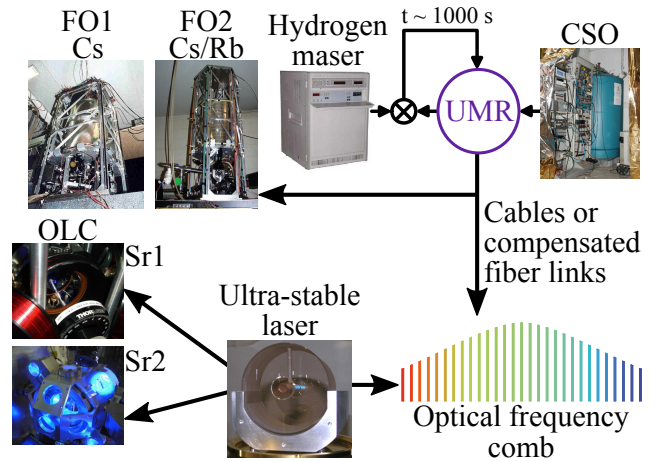 FO1
Cs
FO2
Cs/Rb
Hydrogen
maser
t ~ 1000 s
UMR
CSO
Cables or
compensated
fiber links
OLC
Sr1
Sr2
Ultra-stable
laser
THOR
Optical frequency
comb